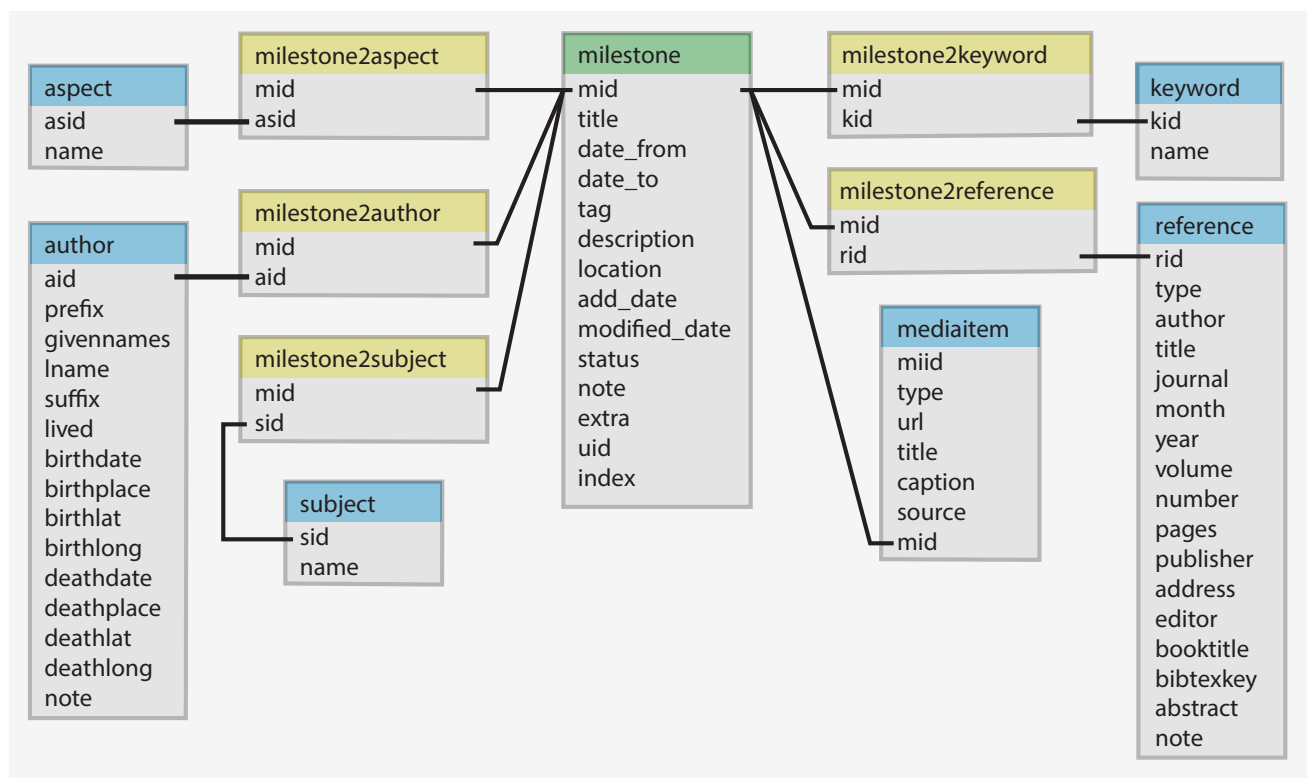 aspect
asid
name
author
aid
prefix
givennames
lname
suffix
lived
birthdate
birthplace
birthlat
birthlong
deathdate
deathplace
deathlat
deathlong
note
milestone2aspect
mid
asid
milestone2author
mid
aid
milestone2subject
mid
sid
subject
sid
name
milestone
mid
title
date_from
date_to
tag
description
location
add_date
modified_date
status
note
extra
uid
index
milestone2keyword
mid
kid
milestone2reference
mid
rid
mediaitem
miid
type
url
title
caption
source
mid
keyword
kid
name
reference
rid
type
author
title
journal
month
year
volume
number
pages
publisher
address
editor
booktitle
bibtexkey
abstract
note